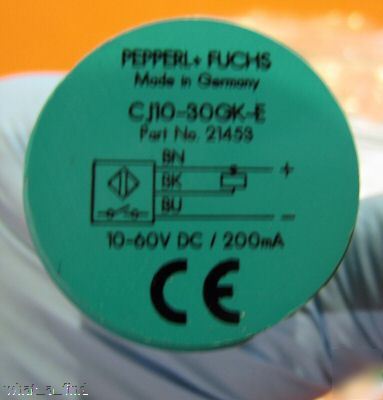 PEPPERL+ FUCHS
Made in Germany
CJ10-30GK-E
Part No. 21453
BN
+
BK
BU
−
10-60V DC / 200mA
CE
what_a_find